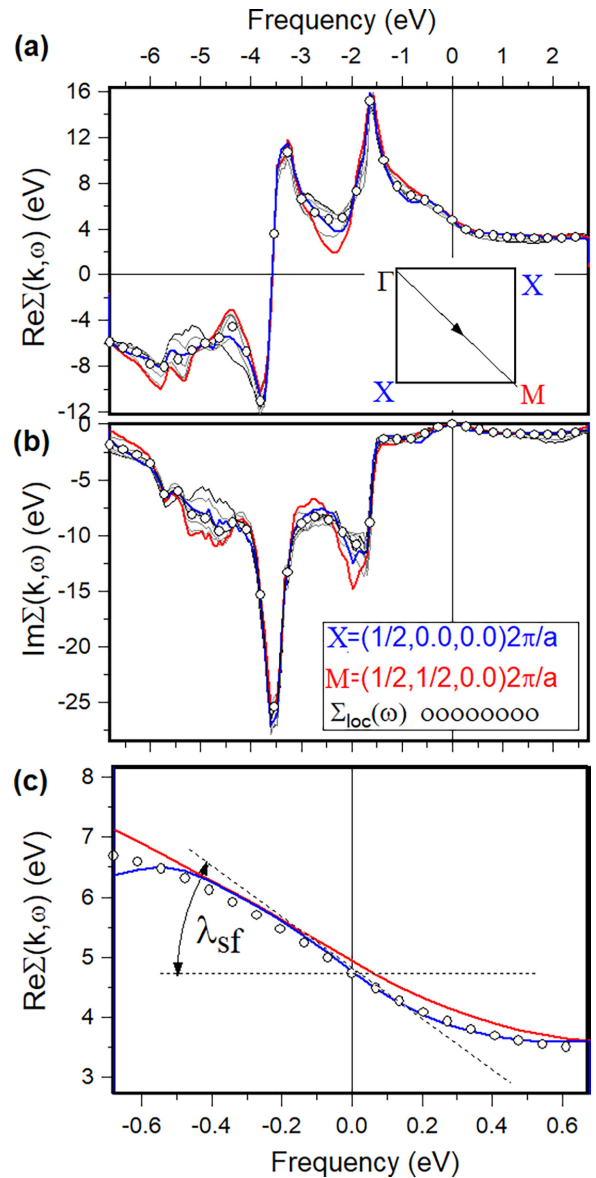 Frequency (eV)
(a)
-6 -5 -4 -3 -2 -1 0 1 2
16
12
8
4
0
-4
-8
-12
ReΣ(k,ω) (eV)
Γ X
X M
(b)
0
-5
-10
-15
-20
-25
ImΣ(k,ω) (eV)
X=(1/2,0.0,0.0)2π/a
M=(1/2,1/2,0.0)2π/a
Σloc(ω) oooooooo
(c)
8
7
6
5
4
3
ReΣ(k,ω) (eV)
λsf
-0.6 -0.4 -0.2 0.0 0.2 0.4 0.6
Frequency (eV)